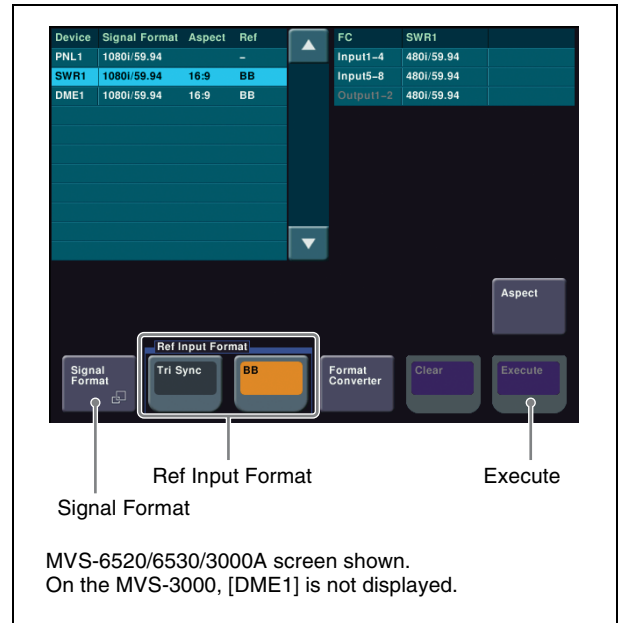 Device Signal Format Aspect Ref
PNL1 1080i/59.94 –
SWR1 1080i/59.94 16:9 BB
DME1 1080i/59.94 16:9 BB
FC SWR1
Input1–4 480i/59.94
Input5–8 480i/59.94
Output1–2 480i/59.94
Aspect
Ref Input Format
Signal
Format
Tri Sync
BB
Format
Converter
Clear
Execute
Ref Input Format
Execute
Signal Format
MVS-6520/6530/3000A screen shown.
On the MVS-3000, [DME1] is not displayed.